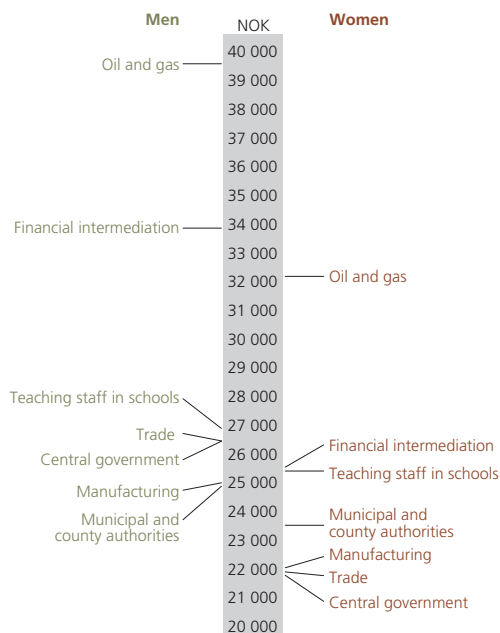 Men
NOK
Women
40 000
39 000
38 000
37 000
36 000
35 000
34 000
33 000
32 000
31 000
30 000
29 000
28 000
27 000
26 000
25 000
24 000
23 000
22 000
21 000
20 000
Oil and gas
Financial intermediation
Teaching staff in schools
Trade
Central government
Manufacturing
Municipal and
county authorities
Oil and gas
Financial intermediation
Teaching staff in schools
Municipal and
county authorities
Manufacturing
Trade
Central government